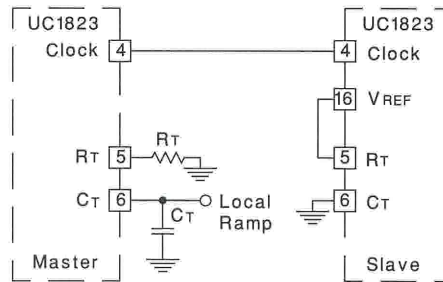 UC1823
UC1823
Clock 4
4 Clock
16 VREF
RT
RT 5
5 RT
CT 6
CT
Local
Ramp
6 CT
Master
Slave